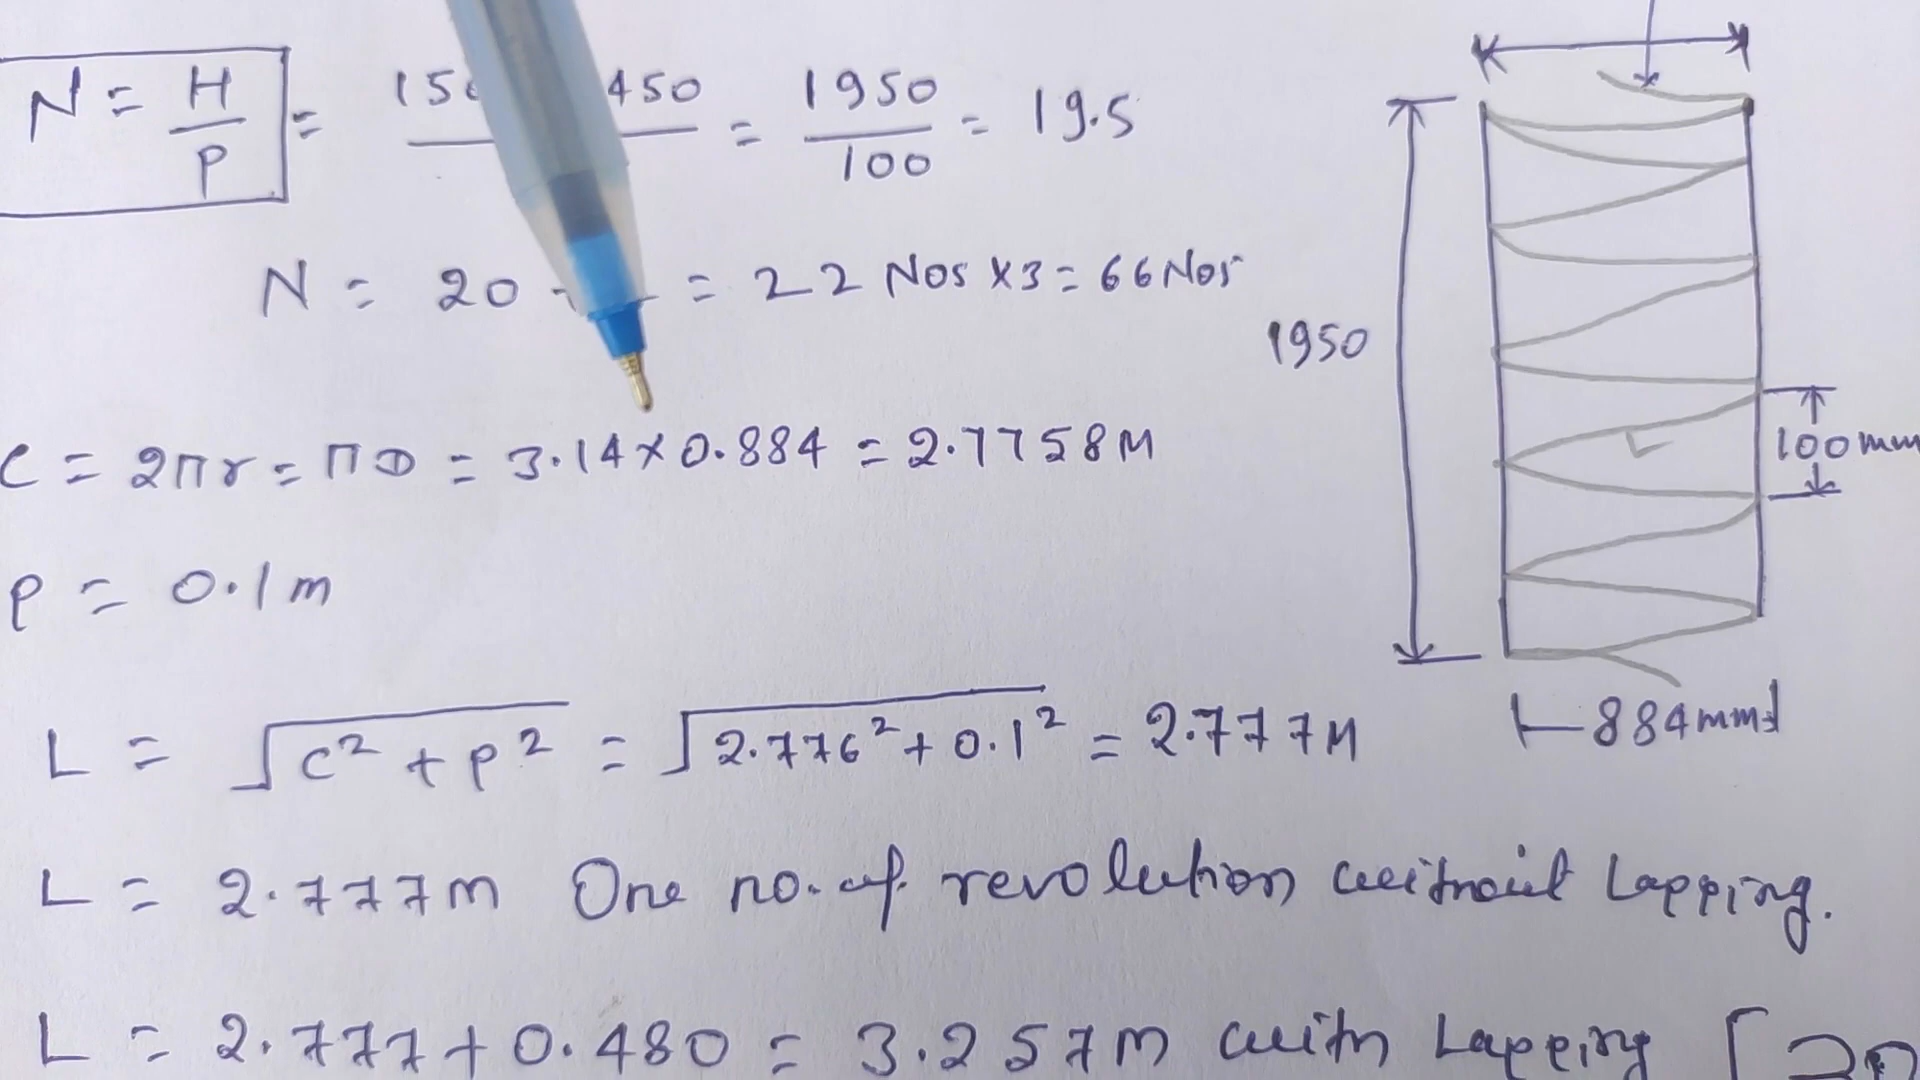 N = H/P = 15 450 = 1950/100 = 19.5
N = 20 = 22 Nos x 3 = 66 Nos
C = 2πr = πD = 3.14 x 0.884 = 2.7758 M
P = 0.1 m
L = √C² + P² = √2.776² + 0.1² = 2.777 M
L = 2.777 m One no. of. revolution without Lapping.
L = 2.777 + 0.480 = 3.257 m with Lapping [
1950
100 mm
884 mm